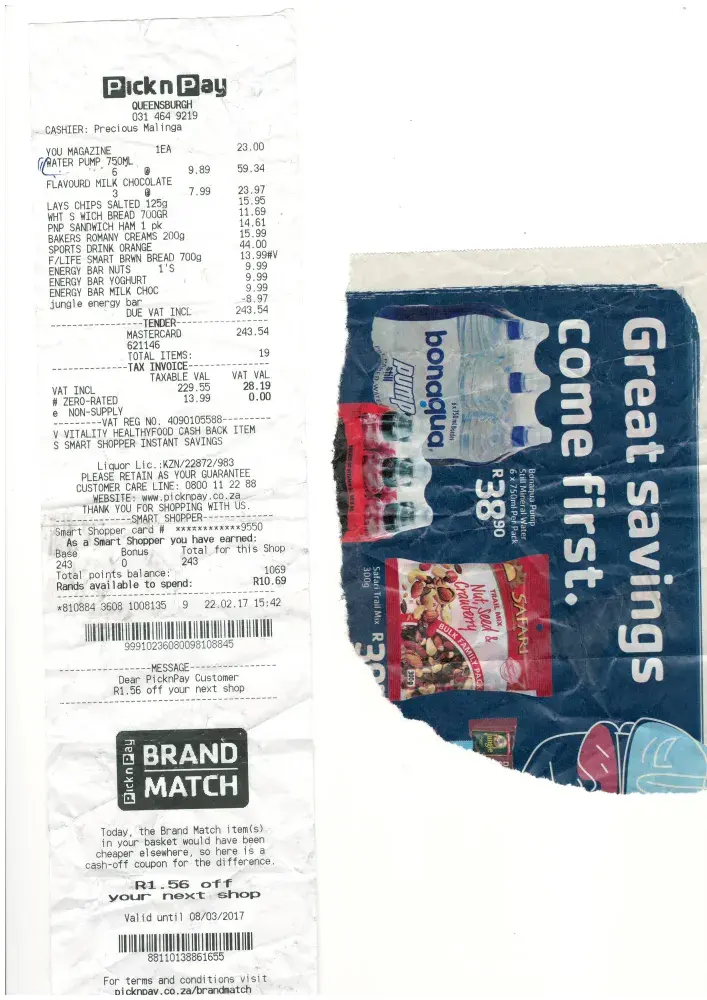 Pick n Pay
QUEENSBURGH
031 464 9219
CASHIER: Precious Malinga
YOU MAGAZINE 1EA 23.00
WATER PUMP 750ML
6 @ 9.89 59.34
FLAVOURD MILK CHOCOLATE
3 @ 7.99 23.97
LAYS CHIPS SALTED 125g 15.95
WHT S WICH BREAD 700GR 11.69
PNP SANDWICH HAM 1 pk 14.61
BAKERS ROMANY CREAMS 200g 15.99
SPORTS DRINK ORANGE 44.00
F/LIFE SMART BRWN BREAD 700g 13.99#V
ENERGY BAR NUTS 1'S 9.99
ENERGY BAR YOGHURT 9.99
ENERGY BAR MILK CHOC 9.99
jungle energy bar -8.97
DUE VAT INCL 243.54
TENDER
MASTERCARD 243.54
621146
TOTAL ITEMS: 19
TAX INVOICE
TAXABLE VAL VAT VAL
VAT INCL 229.55 28.19
# ZERO-RATED 13.99 0.00
e NON-SUPPLY
VAT REG NO. 4090105588
V VITALITY HEALTHYFOOD CASH BACK ITEM
S SMART SHOPPER INSTANT SAVINGS
Liquor Lic.:KZN/22872/983
PLEASE RETAIN AS YOUR GUARANTEE
CUSTOMER CARE LINE: 0800 11 22 88
WEBSITE: www.picknpay.co.za
THANK YOU FOR SHOPPING WITH US.
SMART SHOPPER
Smart Shopper card # ************9550
As a Smart Shopper you have earned:
Base Bonus Total for this Shop
243 0 243
Total points balance: 1069
Rands available to spend: R10.69
*810884 3608 1008135 9 22.02.17 15:42
99910236080098108845
MESSAGE
Dear PicknPay Customer
R1.56 off your next shop
Pick n Pay
BRAND
MATCH
Today, the Brand Match item(s)
in your basket would have been
cheaper elsewhere, so here is a
cash-off coupon for the difference.
R1.56 off
your next shop
Valid until 08/03/2017
88110138861655
For terms and conditions visit
picknpay.co.za/brandmatch
Great savings
come first.
bonaqua
pump
still
6 x 750ml Bottles
Bonaqua Pump
Still Mineral Water
6 x 750ml Per Pack
R38.90
SAFARI
TRAIL MIX
Nut, Seed &
Cranberry
BULK FAMILY PACK
300g
Safari Trail Mix
300g